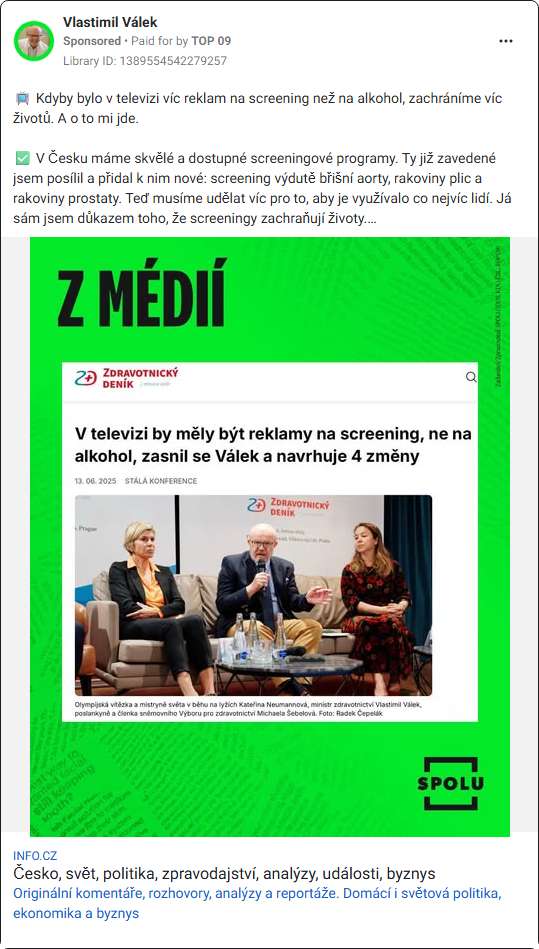 Vlastimil Válek
Sponsored • Paid for by TOP 09
Library ID: 1389554542279257
Kdyby bylo v televizi víc reklam na screening než na alkohol, zachráníme víc
životů. A o to mi jde.
V Česku máme skvělé a dostupné screeningové programy. Ty již zavedené
jsem posílil a přidal k nim nové: screening výdutě břišní aorty, rakoviny plic a
rakoviny prostaty. Teď musíme udělat víc pro to, aby je využívalo co nejvíc lidí. Já
sám jsem důkazem toho, že screeningy zachraňují životy....
Z MÉDIÍ
ZDRAVOTNICKÝ
DENÍK
V televizi by měly být reklamy na screening, ne na
alkohol, zasnil se Válek a navrhuje 4 změny
13. 06. 2025 STÁLÁ KONFERENCE
ZDRAVOTNICKÝ
DENÍK
, Prague
Olympijská vítězka a mistryně světa v běhu na lyžích Kateřina Neumannová, ministr zdravotnictví Vlastimil Válek,
poslankyně a členka sněmovního Výboru pro zdravotnictví Michaela Šebelová. Foto: Radek Čepelák
SPOLU
INFO.CZ
Česko, svět, politika, zpravodajství, analýzy, události, byznys
Originální komentáře, rozhovory, analýzy a reportáže. Domácí i světová politika,
ekonomika a byznys